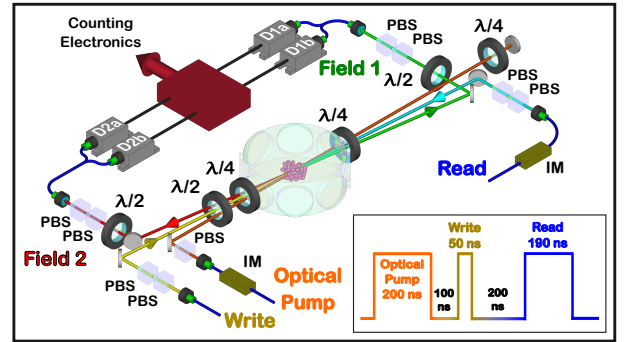 Counting
Electronics
D1a
D1b
D2a
D2b
PBS
PBS
Field 1
λ/2
λ/4
PBS
PBS
λ/4
Read
IM
λ/4
λ/2
λ/2
PBS
PBS
Field 2
PBS
IM
Optical
Pump
PBS
PBS
Write
Write
50 ns
Read
190 ns
Optical
Pump
200 ns
100
ns
200
ns